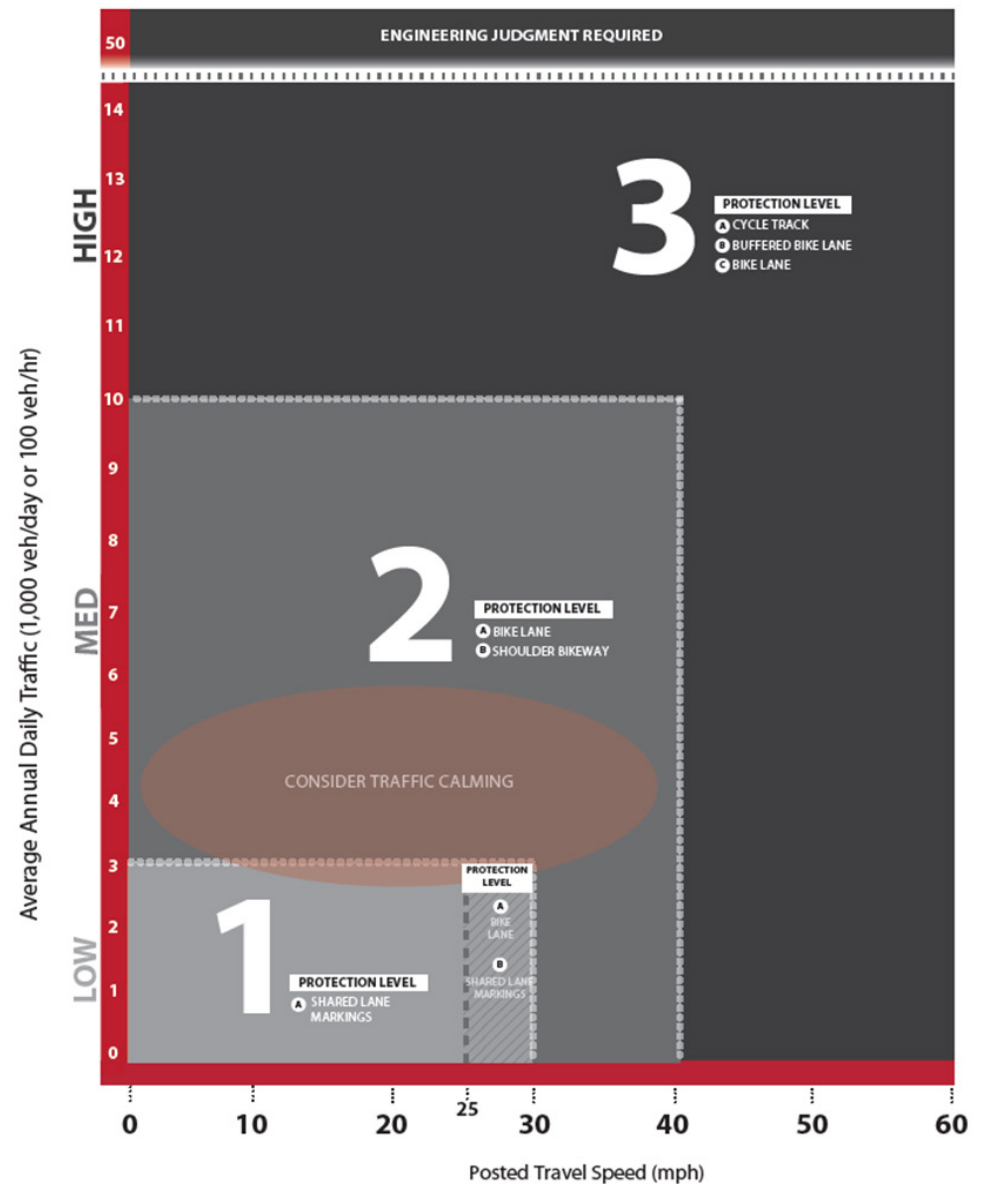 50
ENGINEERING JUDGMENT REQUIRED
14
13
12
11
10
9
8
7
6
5
4
3
2
1
0
HIGH
MED
LOW
Average Annual Daily Traffic (1,000 veh/day or 100 veh/hr)
3
PROTECTION LEVEL
A CYCLE TRACK
B BUFFERED BIKE LANE
C BIKE LANE
2
PROTECTION LEVEL
A BIKE LANE
B SHOULDER BIKEWAY
CONSIDER TRAFFIC CALMING
1
PROTECTION LEVEL
A SHARED LANE
MARKINGS
PROTECTION
LEVEL
A
BIKE
LANE
B
SHARED LANE
MARKINGS
0
10
20
25
30
40
50
60
Posted Travel Speed (mph)